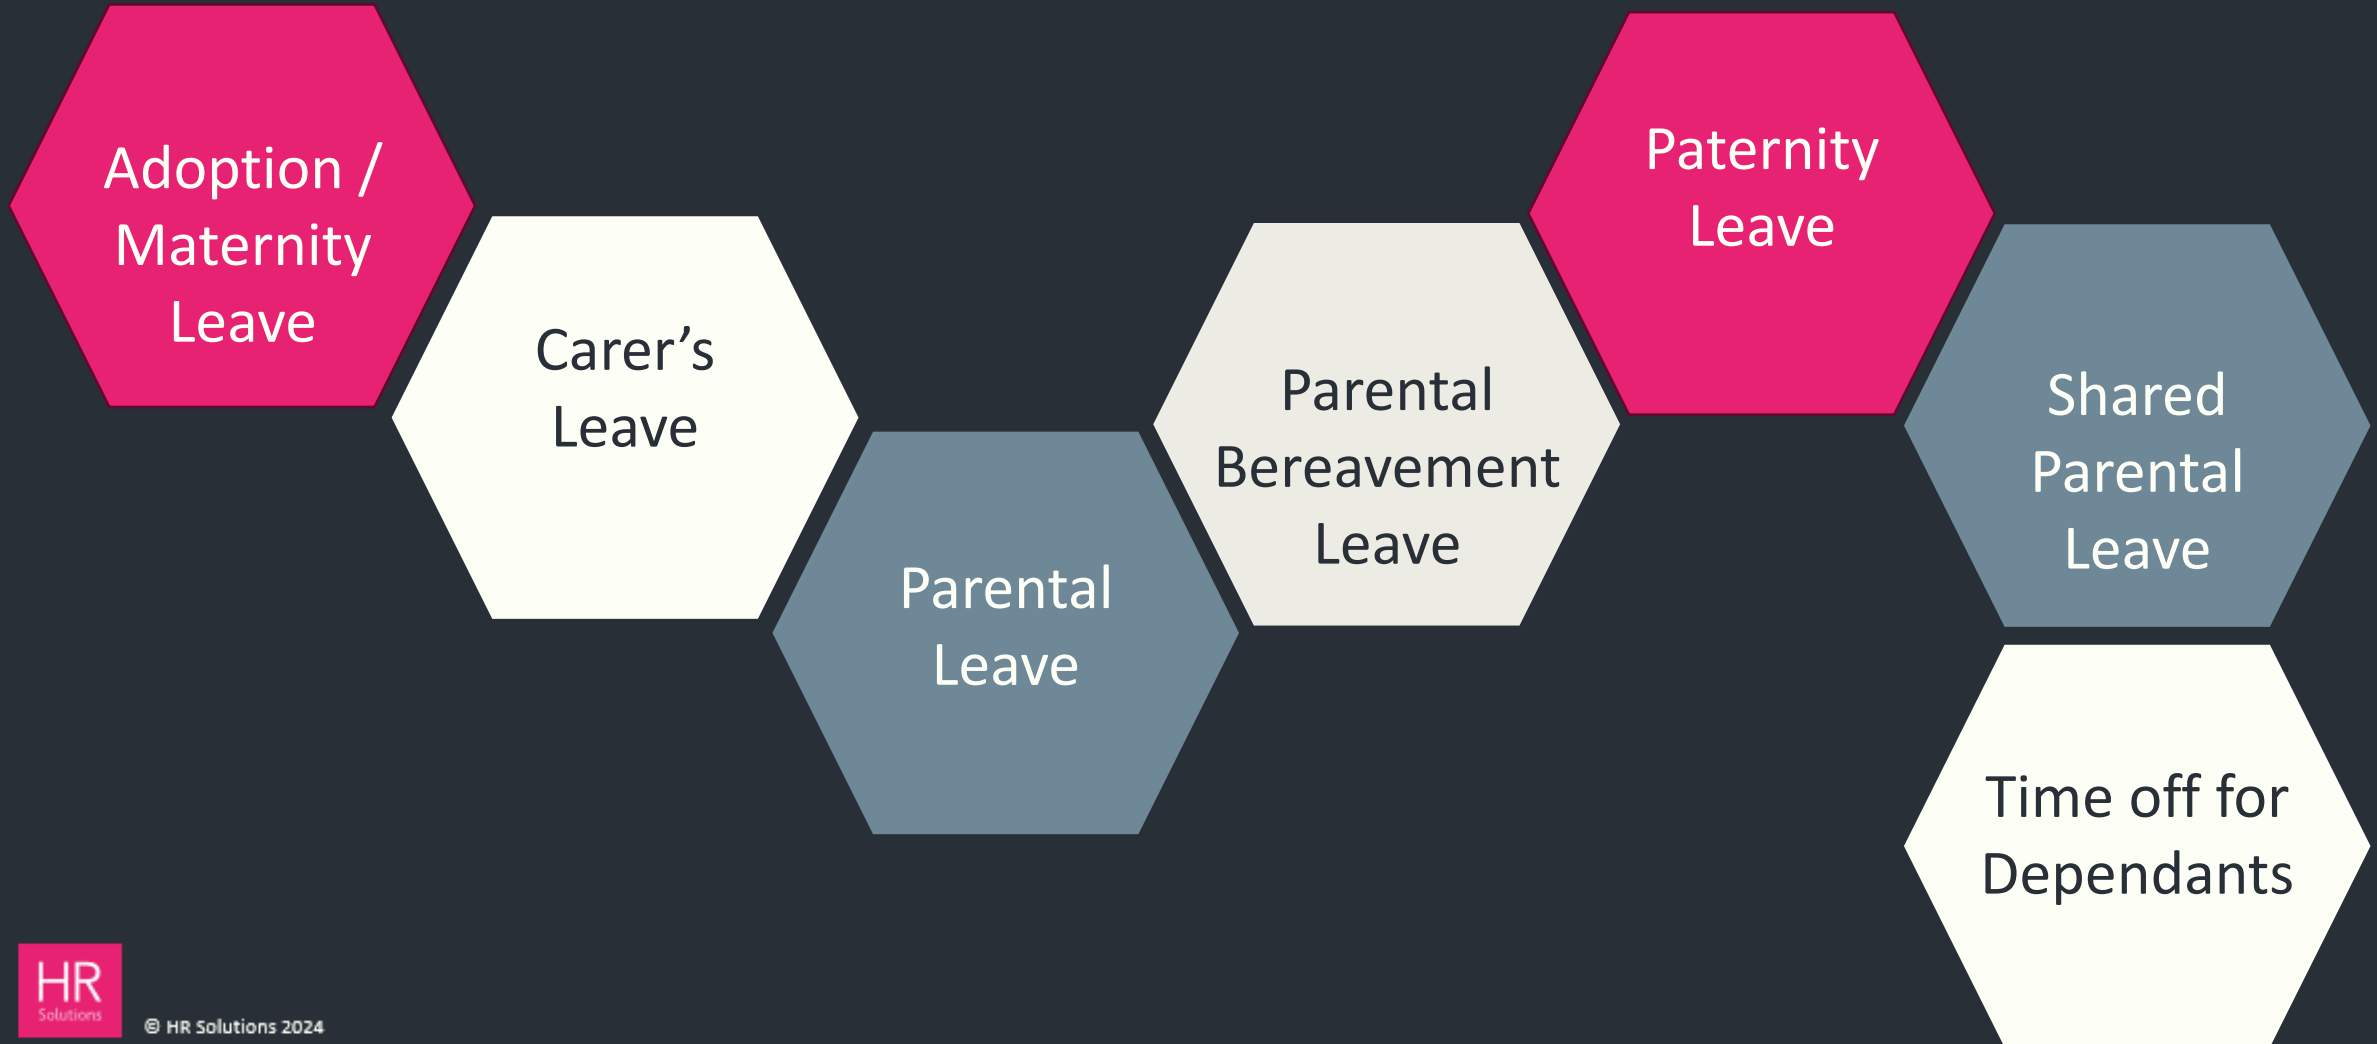 Adoption /
Maternity
Leave
Carer’s
Leave
Parental
Leave
Parental
Bereavement
Leave
Paternity
Leave
Shared
Parental
Leave
Time off for
Dependants
HR
Solutions
© HR Solutions 2024